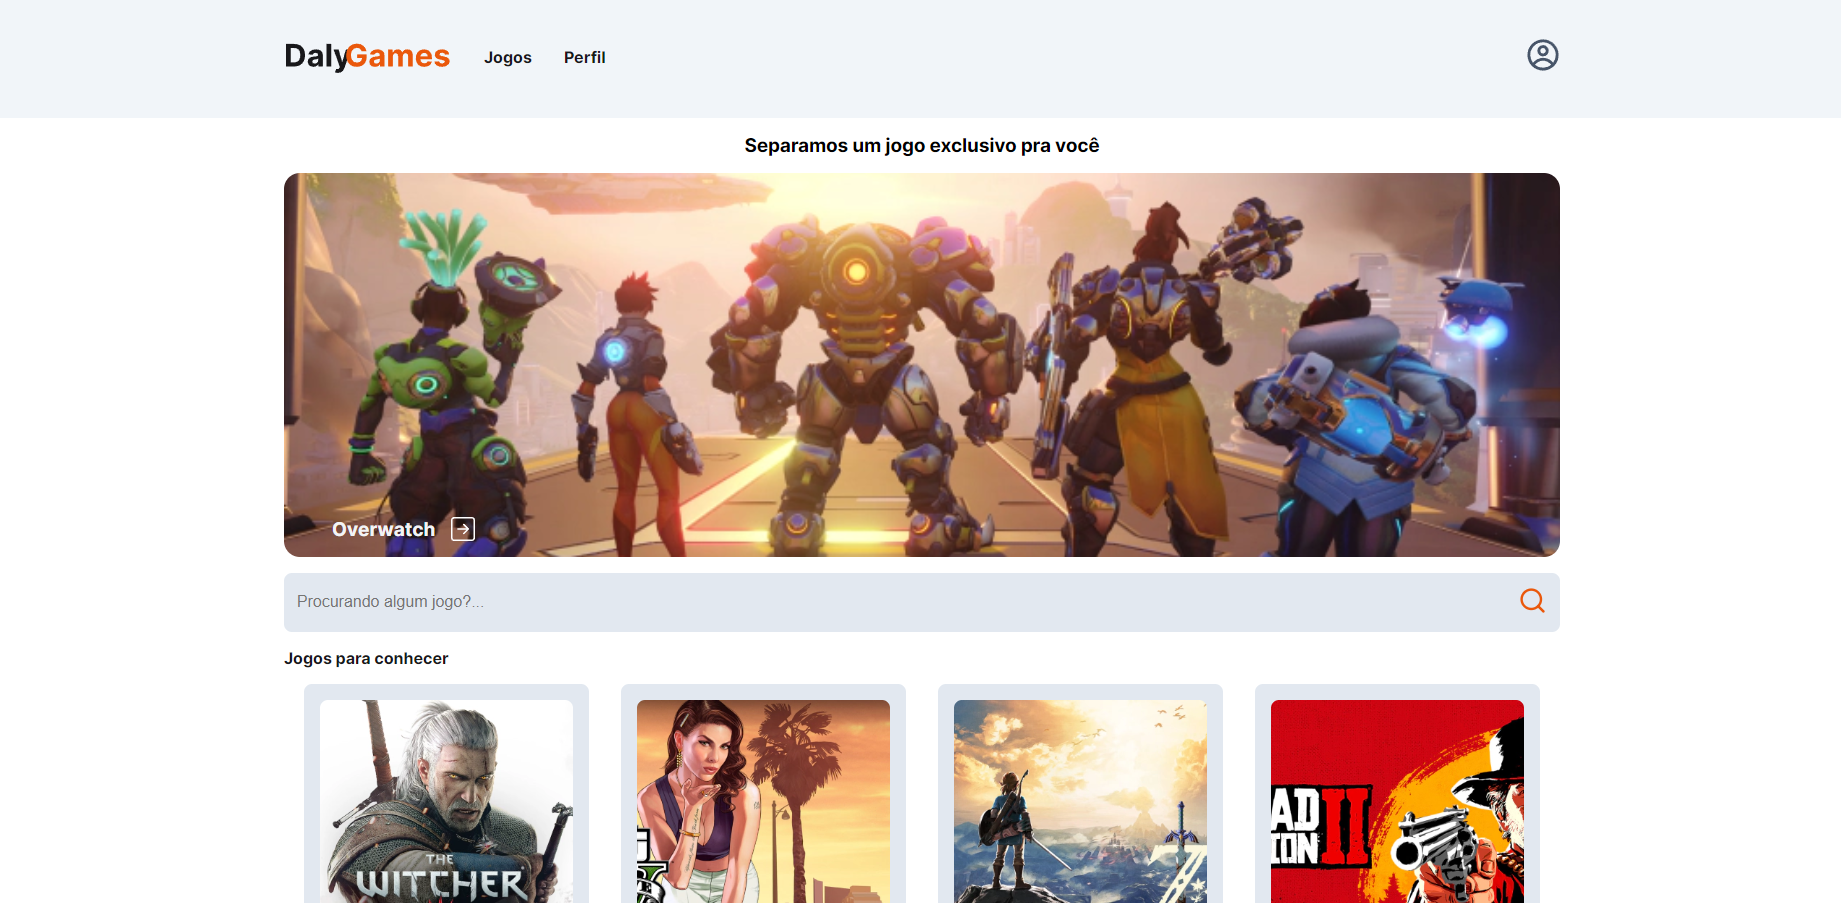 DalyGames
Jogos
Perfil
Separamos um jogo exclusivo pra você
Overwatch
Procurando algum jogo?...
Jogos para conhecer
THE
WITCHER
AD
ION II